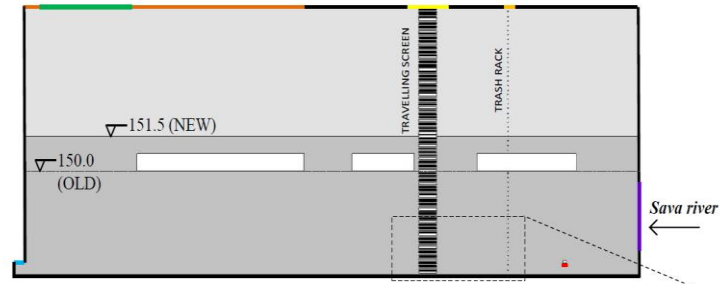 TRAVELLING SCREEN
TRASH RACK
151.5 (NEW)
150.0
(OLD)
Sava river